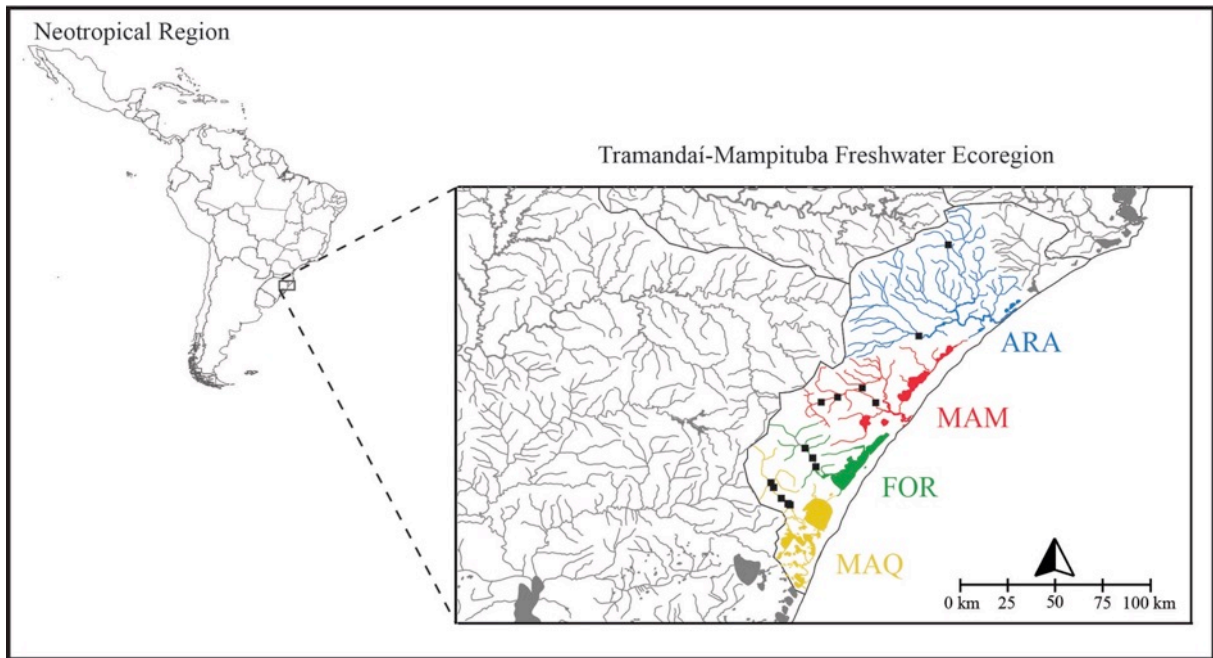 Neotropical Region
Tramandaí-Mampituba Freshwater Ecoregion
ARA
MAM
FOR
MAQ
0 km 25 50 75 100 km